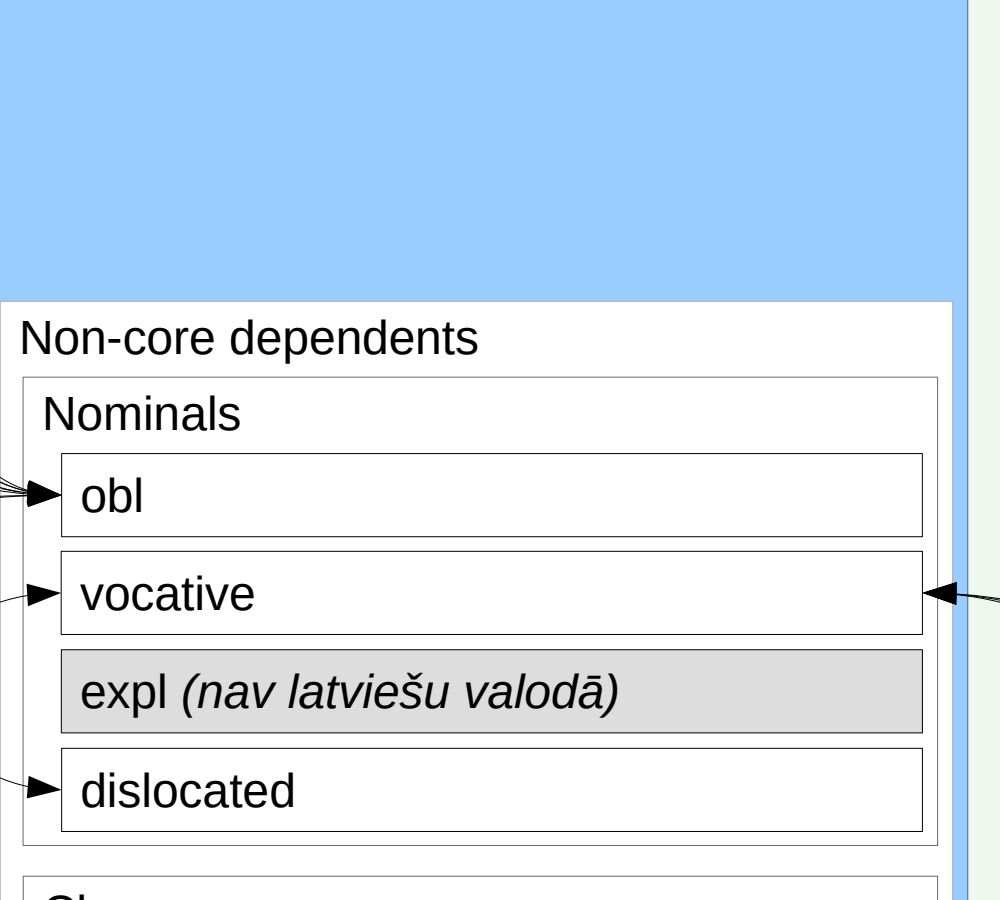 Non-core dependents
Nominals
obl
vocative
expl (nav latviešu valodā)
dislocated